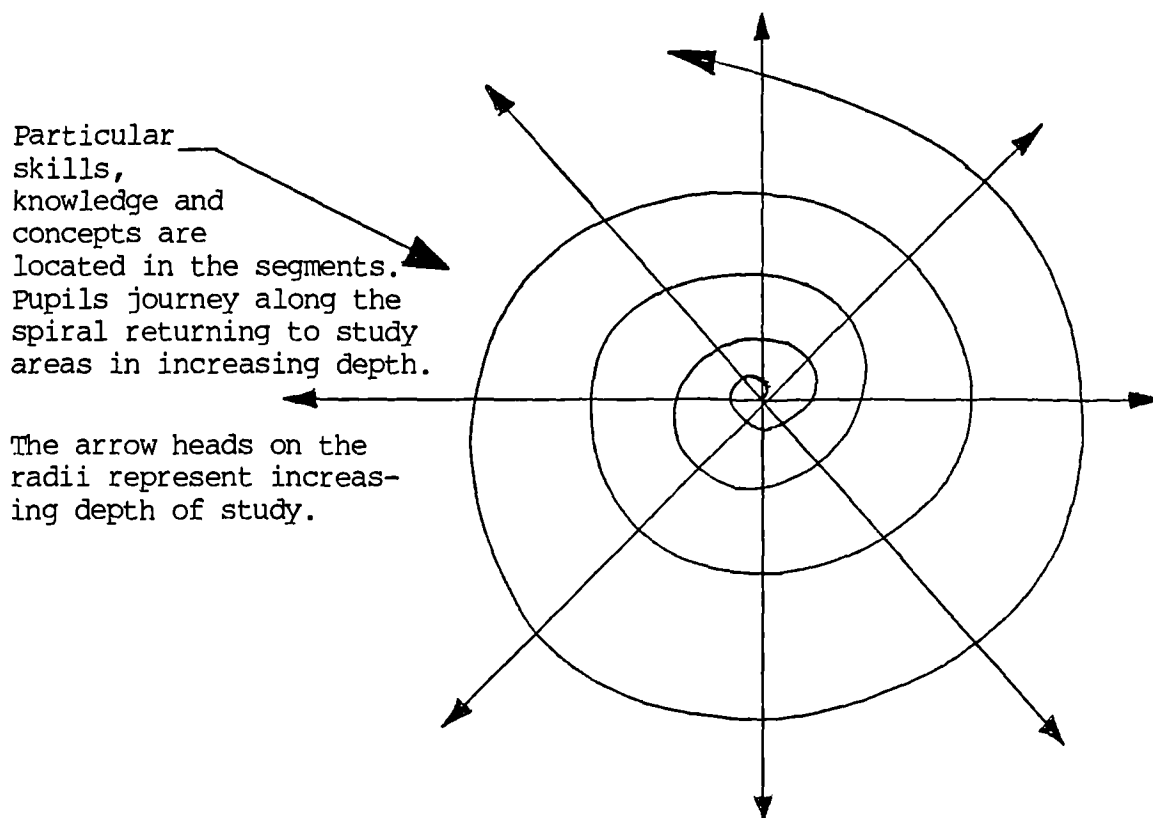 Particular
skills,
knowledge and
concepts are
located in the segments.
Pupils journey along the
spiral returning to study
areas in increasing depth.
The arrow heads on the
radii represent increas-
ing depth of study.